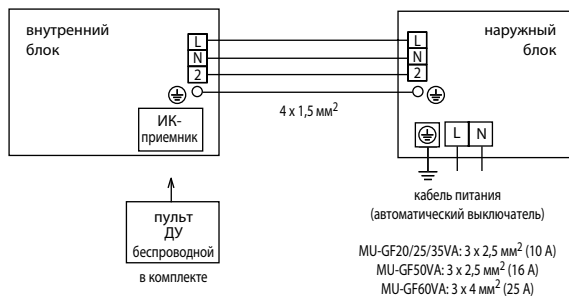 внутренний
блок
L
N
2
ИК-
приемник
пульт
ДУ
беспроводной
в комплекте
4 x 1,5 мм²
наружный
блок
L
N
2
L N
кабель питания
(автоматический выключатель)
MU-GF20/25/35VA: 3 x 2,5 мм² (10 А)
MU-GF50VA: 3 x 2,5 мм² (16 А)
MU-GF60VA: 3 x 4 мм² (25 А)